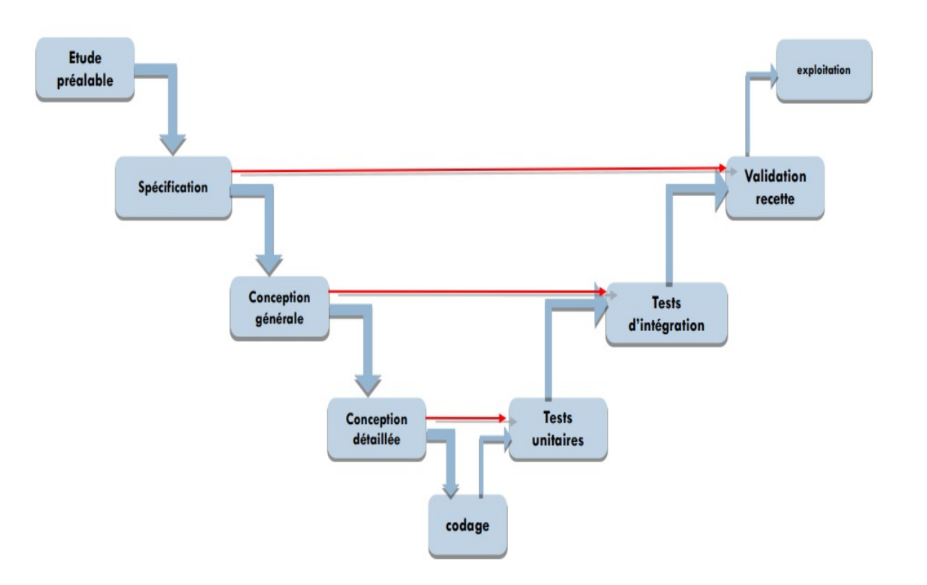 Etude
préalable
exploitation
Spécification
Validation
recette
Conception
générale
Tests
d'intégration
Conception
détaillée
Tests
unitaires
codage